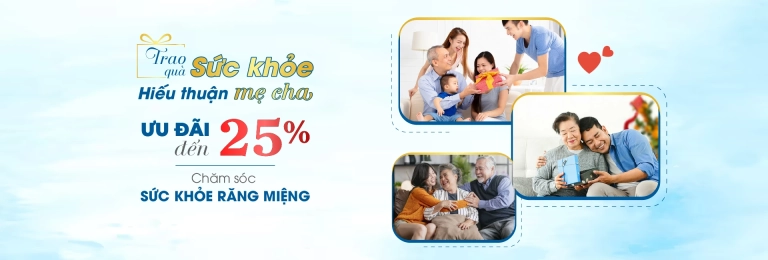 Trao quà Sức khỏe
Hiếu thuận mẹ cha
ƯU ĐÃI đến 25%
Chăm sóc
SỨC KHỎE RĂNG MIỆNG